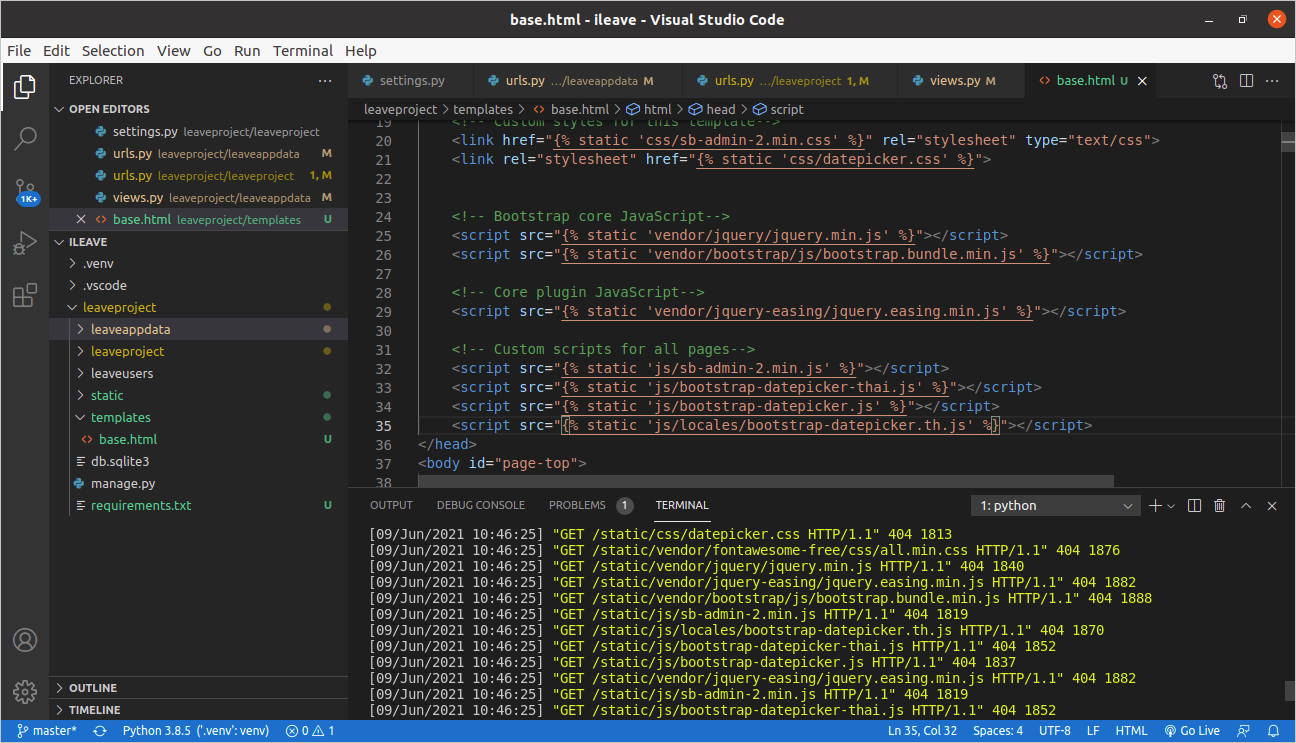 base.html - ileave - Visual Studio Code
File Edit Selection View Go Run Terminal Help
EXPLORER
OPEN EDITORS
settings.py leaveproject/leaveproject
urls.py leaveproject/leaveappdata M
urls.py leaveproject/leaveproject 1, M
views.py leaveproject/leaveappdata M
base.html leaveproject/templates U
ILEAVE
.venv
.vscode
leaveproject
leaveappdata
leaveproject
leaveusers
static
templates
base.html U
db.sqlite3
manage.py
requirements.txt U
OUTLINE
TIMELINE
1K+
settings.py urls.py .../leaveappdata M urls.py .../leaveproject 1, M views.py M base.html U
leaveproject > templates > base.html > html > head > script
19 <!-- Custom styles for this template-->
20 <link href="{% static 'css/sb-admin-2.min.css' %}" rel="stylesheet" type="text/css">
21 <link rel="stylesheet" href="{% static 'css/datepicker.css' %}">
22
23
24 <!-- Bootstrap core JavaScript-->
25 <script src="{% static 'vendor/jquery/jquery.min.js' %}"></script>
26 <script src="{% static 'vendor/bootstrap/js/bootstrap.bundle.min.js' %}"></script>
27
28 <!-- Core plugin JavaScript-->
29 <script src="{% static 'vendor/jquery-easing/jquery.easing.min.js' %}"></script>
30
31 <!-- Custom scripts for all pages-->
32 <script src="{% static 'js/sb-admin-2.min.js' %}"></script>
33 <script src="{% static 'js/bootstrap-datepicker-thai.js' %}"></script>
34 <script src="{% static 'js/bootstrap-datepicker.js' %}"></script>
35 <script src="{% static 'js/locales/bootstrap-datepicker.th.js' %}"></script>
36 </head>
37 <body id="page-top">
38
OUTPUT DEBUG CONSOLE PROBLEMS 1 TERMINAL 1: python
[09/Jun/2021 10:46:25] "GET /static/css/datepicker.css HTTP/1.1" 404 1813
[09/Jun/2021 10:46:25] "GET /static/vendor/fontawesome-free/css/all.min.css HTTP/1.1" 404 1876
[09/Jun/2021 10:46:25] "GET /static/vendor/jquery/jquery.min.js HTTP/1.1" 404 1840
[09/Jun/2021 10:46:25] "GET /static/vendor/jquery-easing/jquery.easing.min.js HTTP/1.1" 404 1882
[09/Jun/2021 10:46:25] "GET /static/vendor/bootstrap/js/bootstrap.bundle.min.js HTTP/1.1" 404 1888
[09/Jun/2021 10:46:25] "GET /static/js/sb-admin-2.min.js HTTP/1.1" 404 1819
[09/Jun/2021 10:46:25] "GET /static/js/locales/bootstrap-datepicker.th.js HTTP/1.1" 404 1870
[09/Jun/2021 10:46:25] "GET /static/js/bootstrap-datepicker-thai.js HTTP/1.1" 404 1852
[09/Jun/2021 10:46:25] "GET /static/js/bootstrap-datepicker.js HTTP/1.1" 404 1837
[09/Jun/2021 10:46:25] "GET /static/vendor/jquery-easing/jquery.easing.min.js HTTP/1.1" 404 1882
[09/Jun/2021 10:46:25] "GET /static/js/sb-admin-2.min.js HTTP/1.1" 404 1819
[09/Jun/2021 10:46:25] "GET /static/js/bootstrap-datepicker-thai.js HTTP/1.1" 404 1852
master* Python 3.8.5 ('.venv': venv) 0 1 Ln 35, Col 32 Spaces: 4 UTF-8 LF HTML Go Live